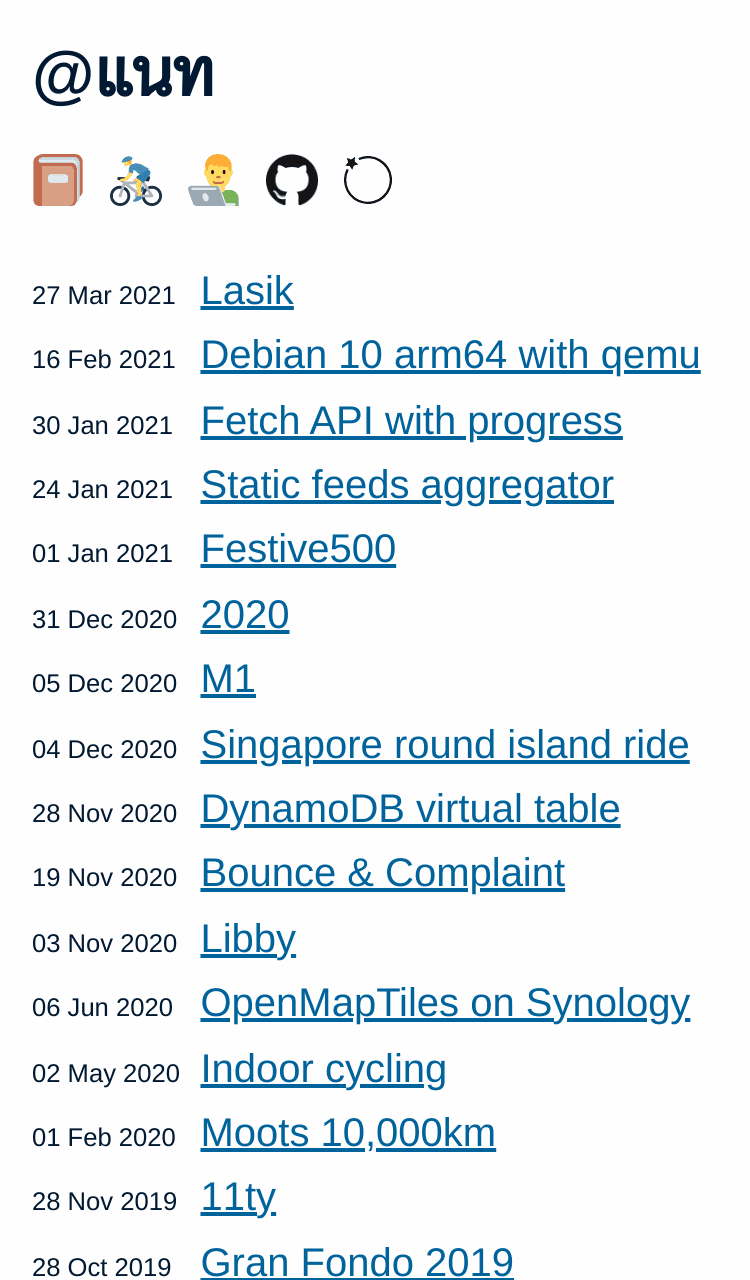 @แนท
27 Mar 2021 Lasik
16 Feb 2021 Debian 10 arm64 with qemu
30 Jan 2021 Fetch API with progress
24 Jan 2021 Static feeds aggregator
01 Jan 2021 Festive500
31 Dec 2020 2020
05 Dec 2020 M1
04 Dec 2020 Singapore round island ride
28 Nov 2020 DynamoDB virtual table
19 Nov 2020 Bounce & Complaint
03 Nov 2020 Libby
06 Jun 2020 OpenMapTiles on Synology
02 May 2020 Indoor cycling
01 Feb 2020 Moots 10,000km
28 Nov 2019 11ty
28 Oct 2019 Gran Fondo 2019